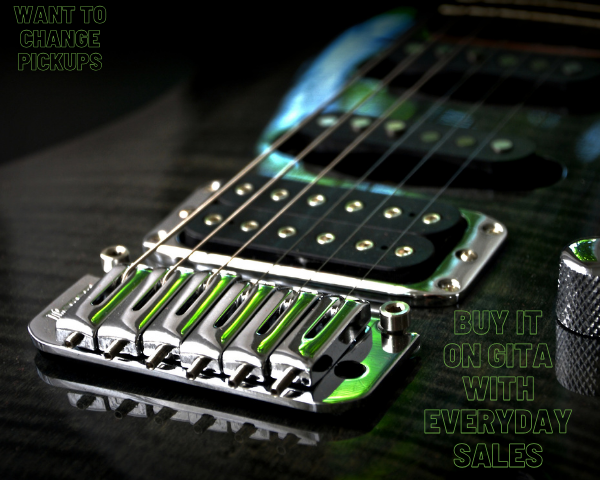 WANT TO
CHANGE
PICKUPS
BUY IT
ON GITA
WITH
EVERYDAY
SALES